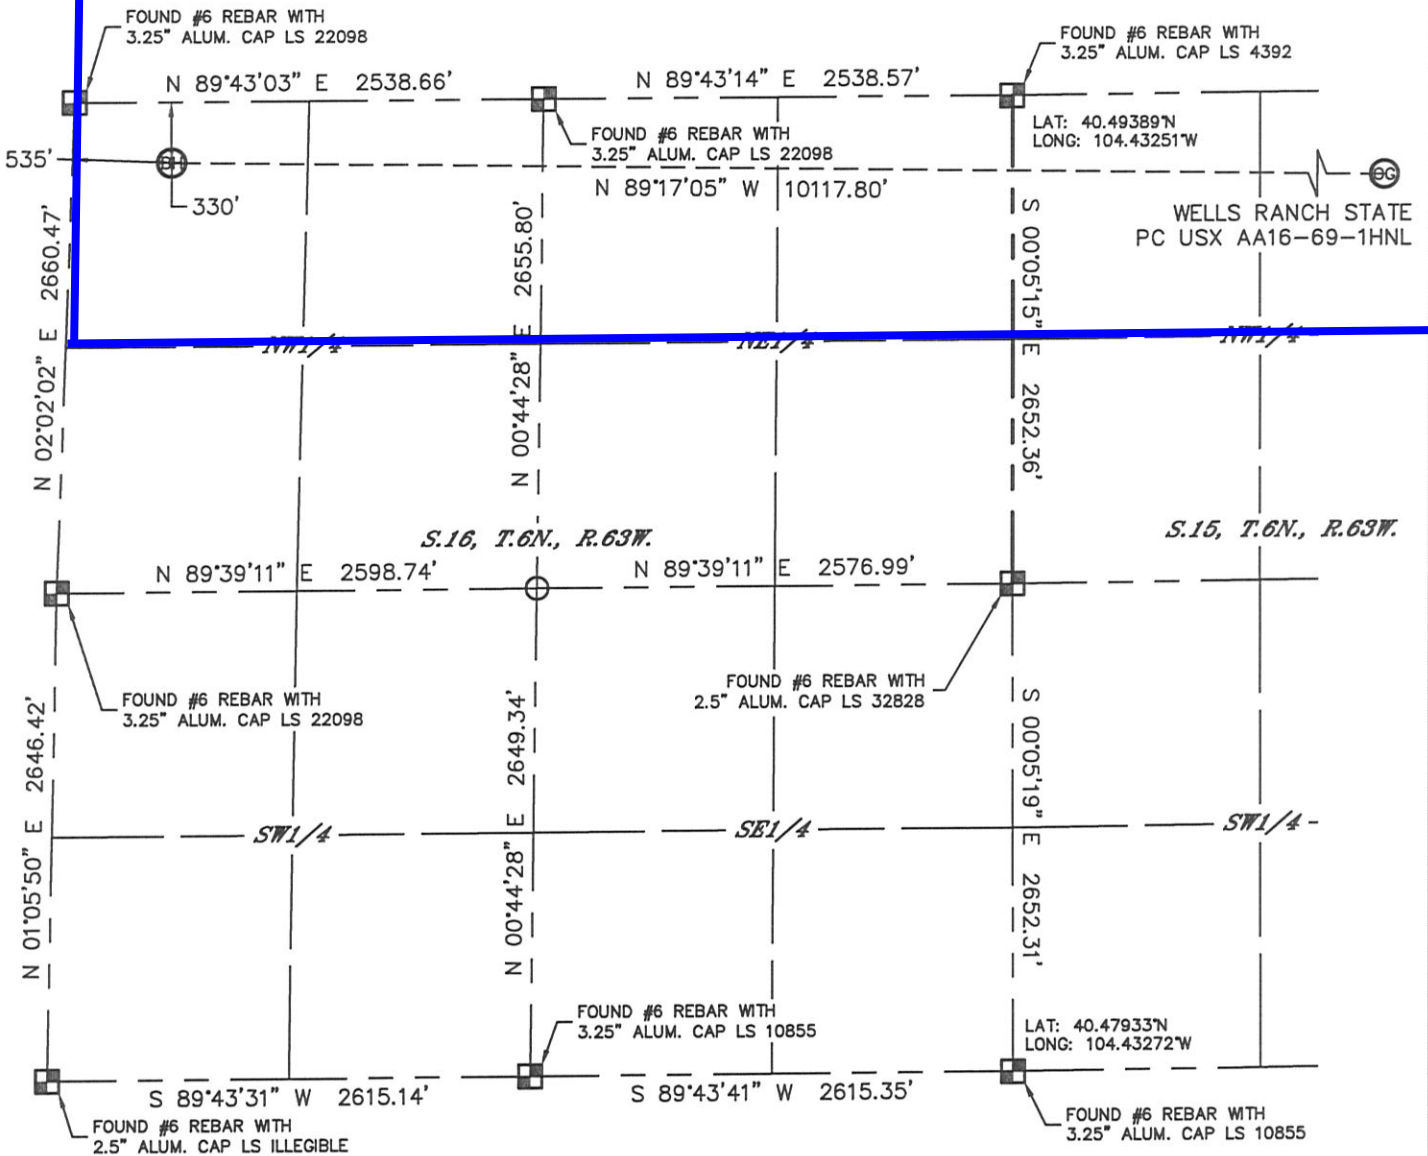 FOUND #6 REBAR WITH
3.25" ALUM. CAP LS 22098
FOUND #6 REBAR WITH
3.25" ALUM. CAP LS 4392
N 89°43'03" E 2538.66'
N 89°43'14" E 2538.57'
FOUND #6 REBAR WITH
3.25" ALUM. CAP LS 22098
LAT: 40.49389°N
LONG: 104.43251°W
535'
BH
N 89°17'05" W 10117.80'
330'
WELLS RANCH STATE
PC USX AA16-69-1HNL
N 02°02'02" E 2660.47'
N 00°44'28" E 2655.80'
S 00°05'15" E 2652.36'
NW1/4
NE1/4
NW1/4
S.16, T.6N., R.63W.
S.15, T.6N., R.63W.
N 89°39'11" E 2598.74'
N 89°39'11" E 2576.99'
FOUND #6 REBAR WITH
3.25" ALUM. CAP LS 22098
FOUND #6 REBAR WITH
2.5" ALUM. CAP LS 32828
N 01°05'50" E 2646.42'
N 00°44'28" E 2649.34'
S 00°05'19" E 2652.31'
SW1/4
SE1/4
SW1/4
FOUND #6 REBAR WITH
3.25" ALUM. CAP LS 10855
LAT: 40.47933°N
LONG: 104.43272°W
S 89°43'31" W 2615.14'
S 89°43'41" W 2615.35'
FOUND #6 REBAR WITH
2.5" ALUM. CAP LS ILLEGIBLE
FOUND #6 REBAR WITH
3.25" ALUM. CAP LS 10855